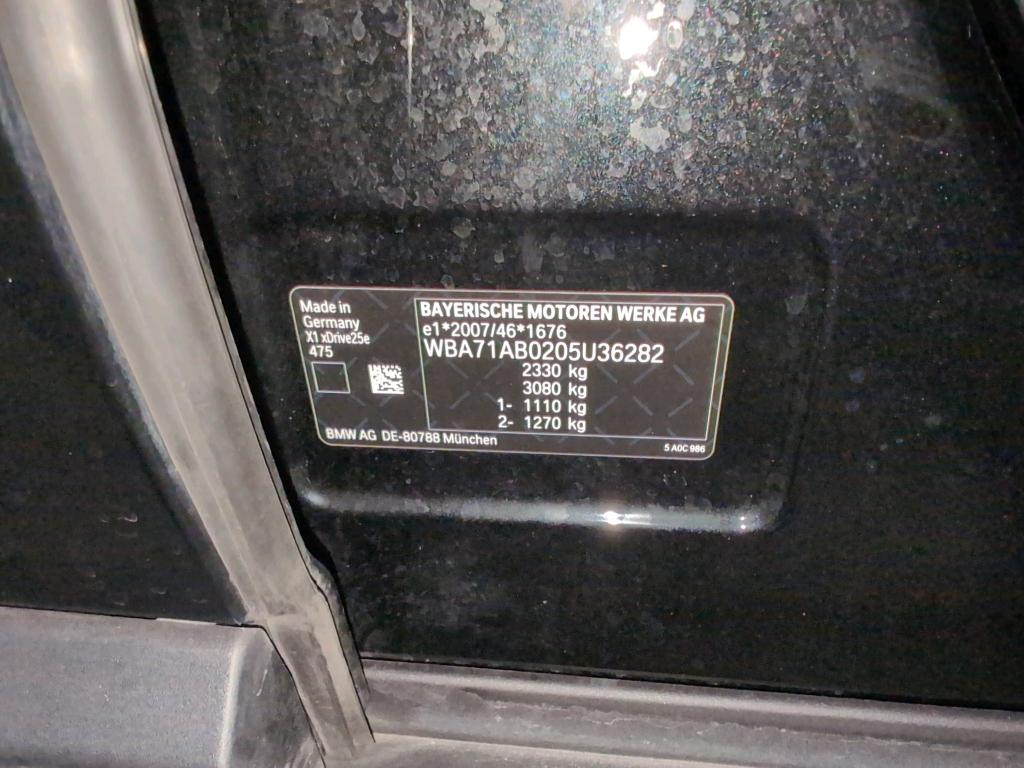 Made in
Germany
X1 xDrive25e
475
BAYERISCHE MOTOREN WERKE AG
e1*2007/46*1676
WBA71AB0205U36282
2330 kg
3080 kg
1- 1110 kg
2- 1270 kg
BMW AG DE-80788 München
5 A0C 986